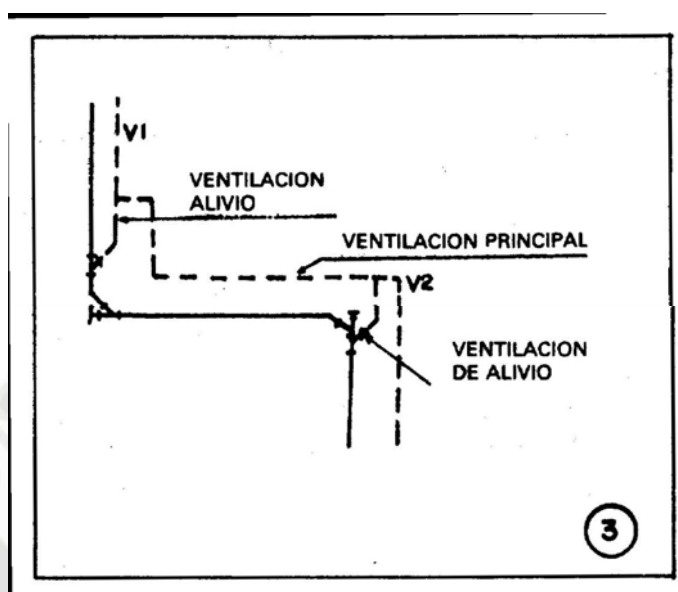 V1
VENTILACION
ALIVIO
VENTILACION PRINCIPAL
V2
VENTILACION
DE ALIVIO
3